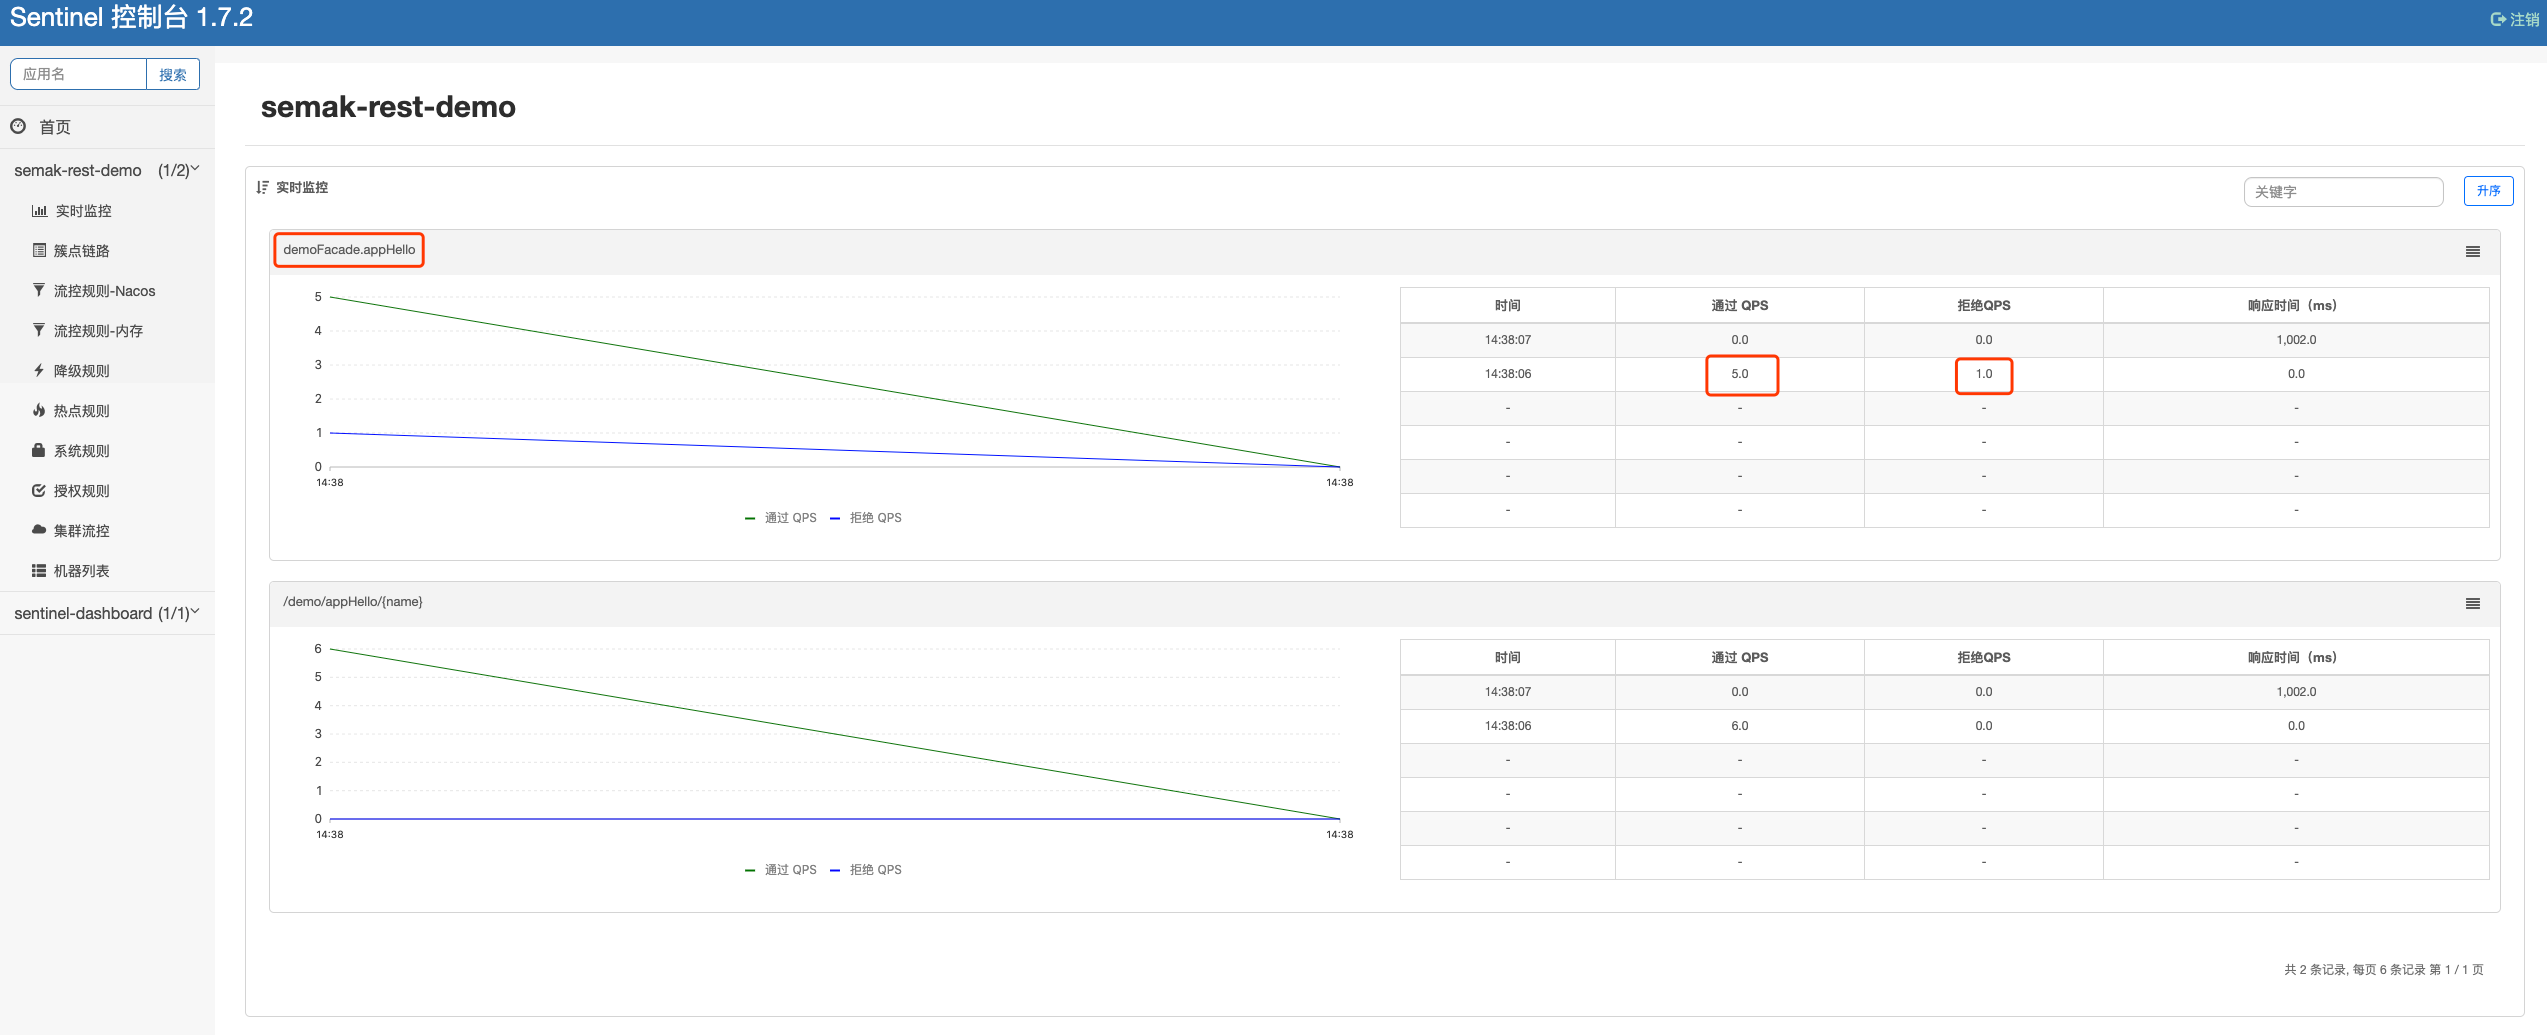 Sentinel 控制台 1.7.2
注销
应用名
搜索
首页
semak-rest-demo (1/2)
实时监控
簇点链路
流控规则-Nacos
流控规则-内存
降级规则
热点规则
系统规则
授权规则
集群流控
机器列表
sentinel-dashboard (1/1)
semak-rest-demo
实时监控
关键字
升序
demoFacade.appHello
5
4
3
2
1
0
14:38
14:38
通过 QPS 拒绝 QPS
时间 通过 QPS 拒绝QPS 响应时间（ms）
14:38:07 0.0 0.0 1,002.0
14:38:06 5.0 1.0 0.0
- - - -
- - - -
- - - -
- - - -
/demo/appHello/{name}
6
5
4
3
2
1
0
14:38
14:38
通过 QPS 拒绝 QPS
时间 通过 QPS 拒绝QPS 响应时间（ms）
14:38:07 0.0 0.0 1,002.0
14:38:06 6.0 0.0 0.0
- - - -
- - - -
- - - -
- - - -
共 2 条记录, 每页 6 条记录 第 1 / 1 页